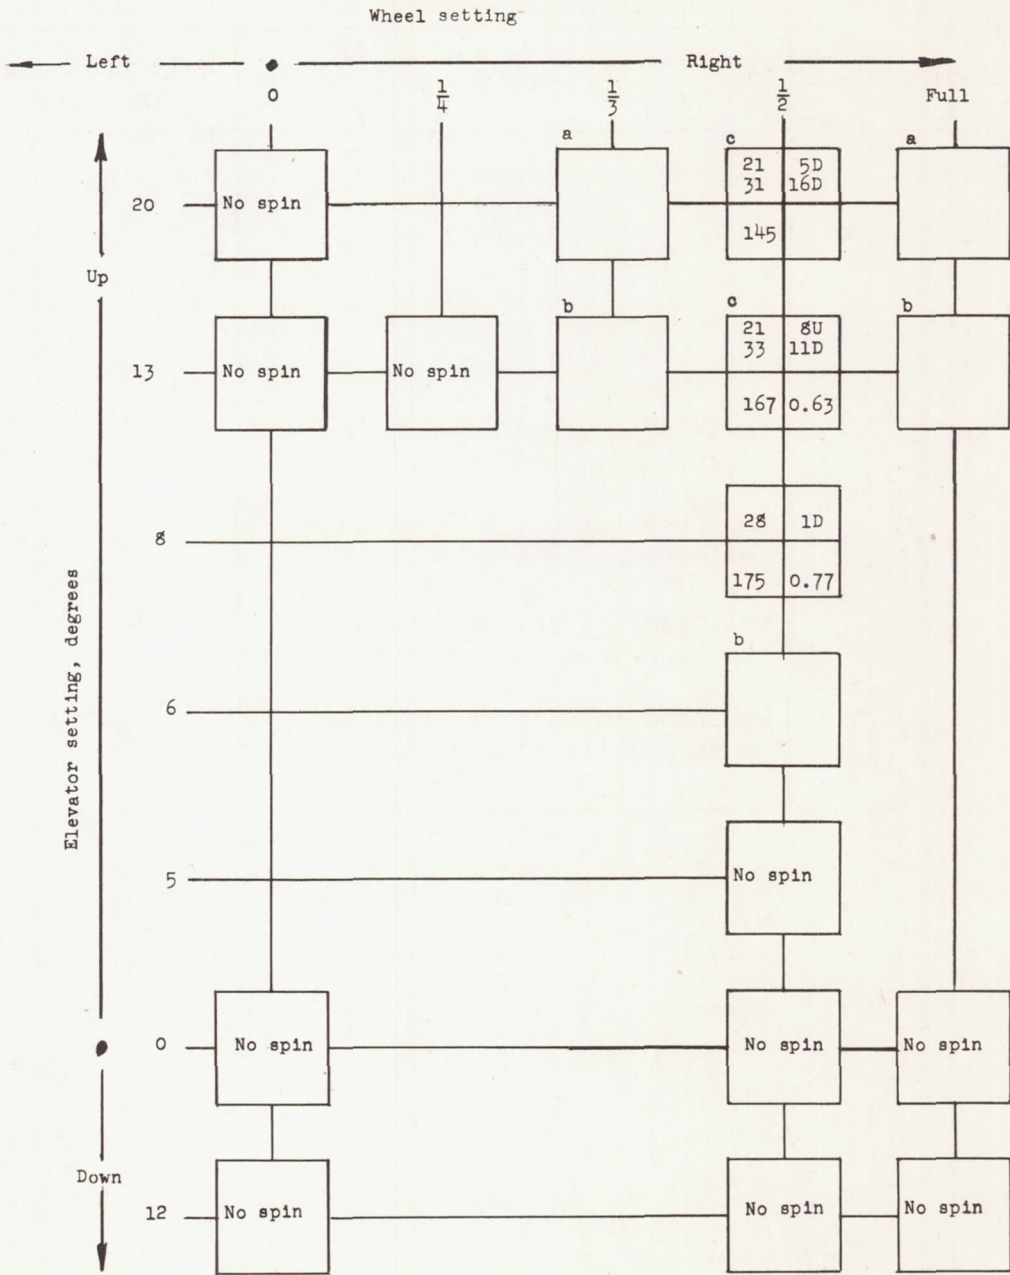 Wheel setting
Left Right
0 1/4 1/3 1/2 Full
a c a
21 5D
31 16D
20 No spin
145
Up
b c b
21 8U
33 11D
13 No spin No spin
167 0.63
28 1D
8
175 0.77
b
Elevator setting, degrees
6
5 No spin
0 No spin No spin No spin
Down
12 No spin No spin No spin